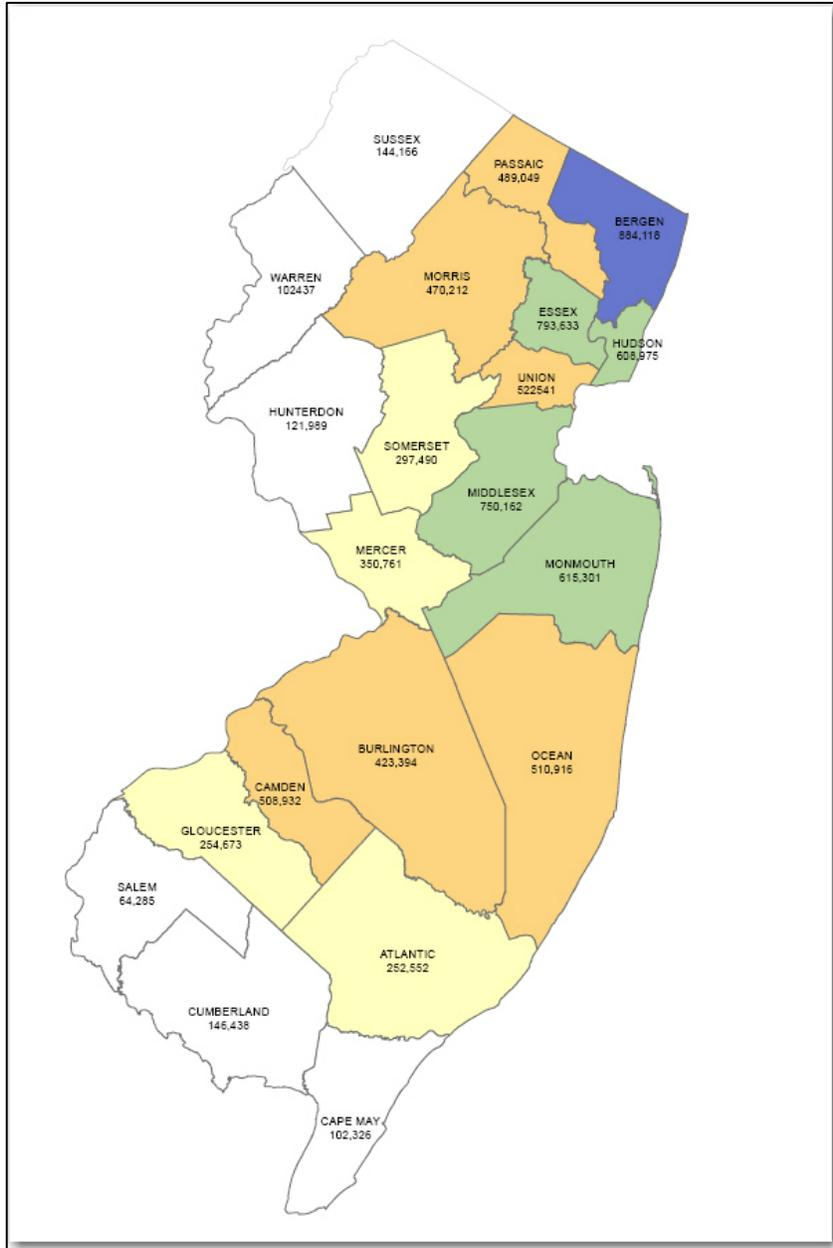 SUSSEX
144,166
PASSAIC
489,049
BERGEN
884,118
WARREN
102437
MORRIS
470,212
ESSEX
793,633
HUDSON
608,975
UNION
522541
HUNTERDON
121,989
SOMERSET
297,490
MIDDLESEX
750,162
MERCER
350,761
MONMOUTH
615,301
BURLINGTON
423,394
OCEAN
510,916
CAMDEN
508,932
GLOUCESTER
254,673
SALEM
64,285
ATLANTIC
252,552
CUMBERLAND
146,438
CAPE MAY
102,326